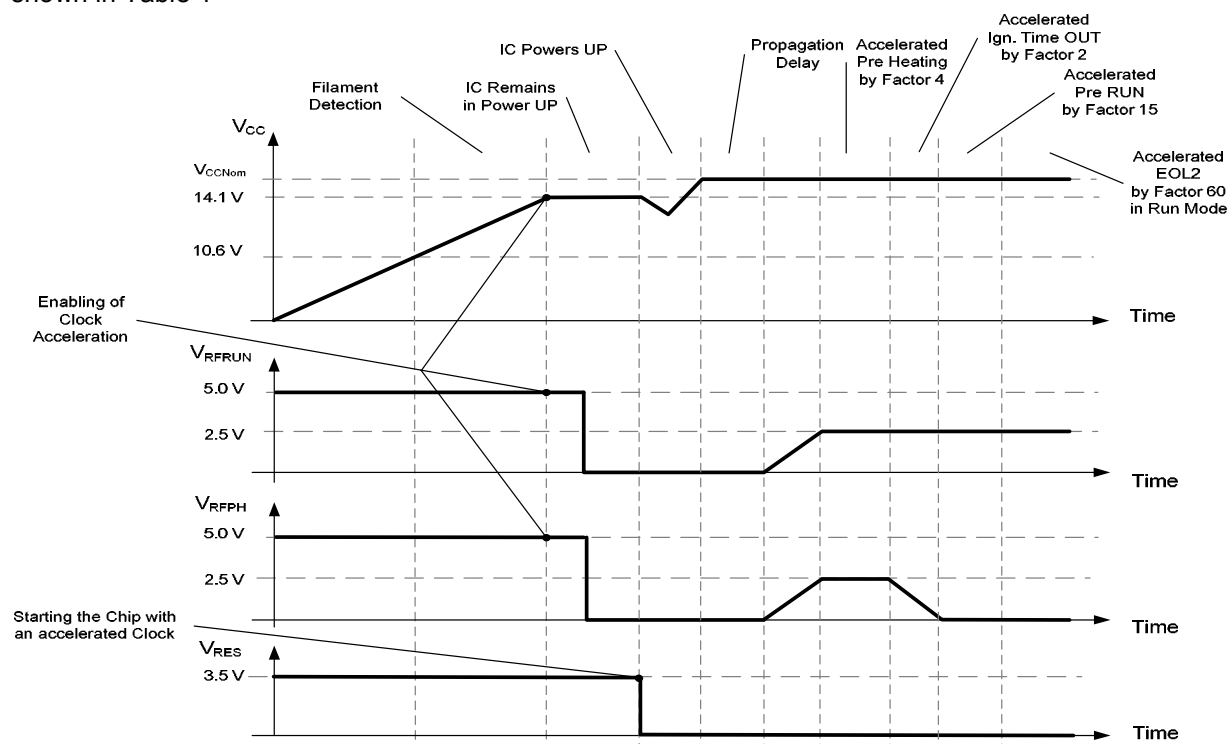 shown in Table 4
Accelerated
Ign. Time OUT
by Factor 2
IC Powers UP
Propagation
Delay
Accelerated
Pre Heating
by Factor 4
Accelerated
Pre RUN
by Factor 15
Filament
Detection
IC Remains
in Power UP
Accelerated
EOL2
by Factor 60
in Run Mode
VCC
VCCNom
14.1 V
10.6 V
Time
Enabling of
Clock
Acceleration
VRFRUN
5.0 V
2.5 V
Time
VRFPH
5.0 V
2.5 V
Time
Starting the Chip with
an accelerated Clock
VRES
3.5 V
Time